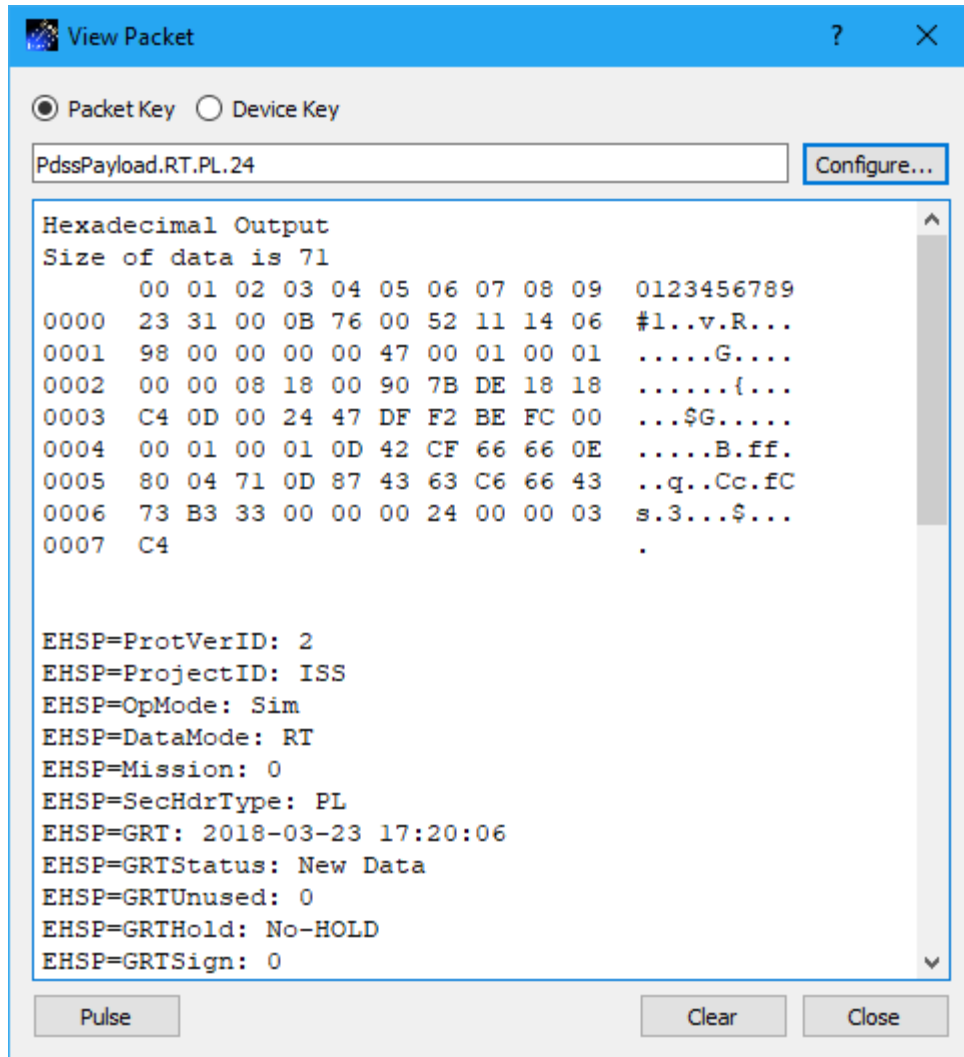 View Packet ? ×
Packet Key Device Key
PdssPayload.RT.PL.24 Configure...
Hexadecimal Output
Size of data is 71
00 01 02 03 04 05 06 07 08 09 0123456789
0000 23 31 00 0B 76 00 52 11 14 06 #1..v.R...
0001 98 00 00 00 00 47 00 01 00 01 .....G....
0002 00 00 08 18 00 90 7B DE 18 18 ......{...
0003 C4 0D 00 24 47 DF F2 BE FC 00 ...$G.....
0004 00 01 00 01 0D 42 CF 66 66 0E .....B.ff.
0005 80 04 71 0D 87 43 63 C6 66 43 ..q..Cc.fC
0006 73 B3 33 00 00 00 24 00 00 03 s.3...$...
0007 C4 .
EHSP=ProtVerID: 2
EHSP=ProjectID: ISS
EHSP=OpMode: Sim
EHSP=DataMode: RT
EHSP=Mission: 0
EHSP=SecHdrType: PL
EHSP=GRT: 2018-03-23 17:20:06
EHSP=GRTStatus: New Data
EHSP=GRTUnused: 0
EHSP=GRTHold: No-HOLD
EHSP=GRTSign: 0
Pulse Clear Close